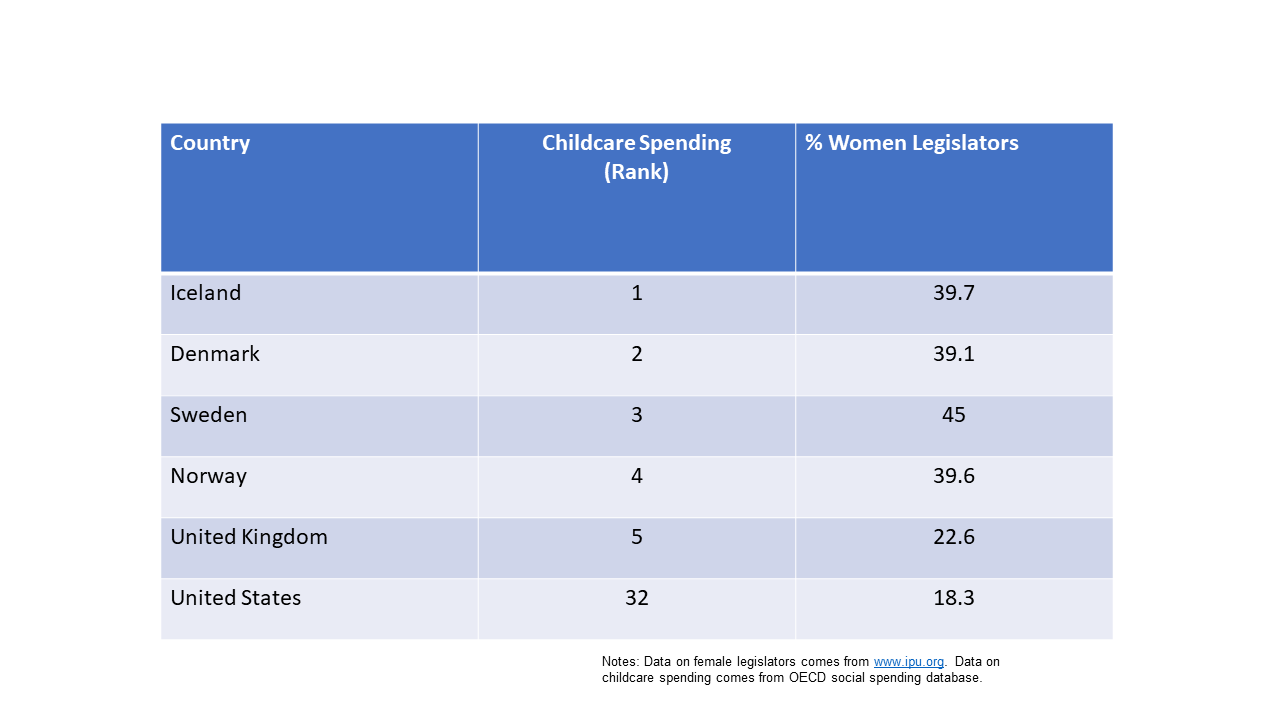 Country Childcare Spending % Women Legislators
(Rank)
Iceland 1 39.7
Denmark 2 39.1
Sweden 3 45
Norway 4 39.6
United Kingdom 5 22.6
United States 32 18.3
Notes: Data on female legislators comes from www.ipu.org. Data on
childcare spending comes from OECD social spending database.